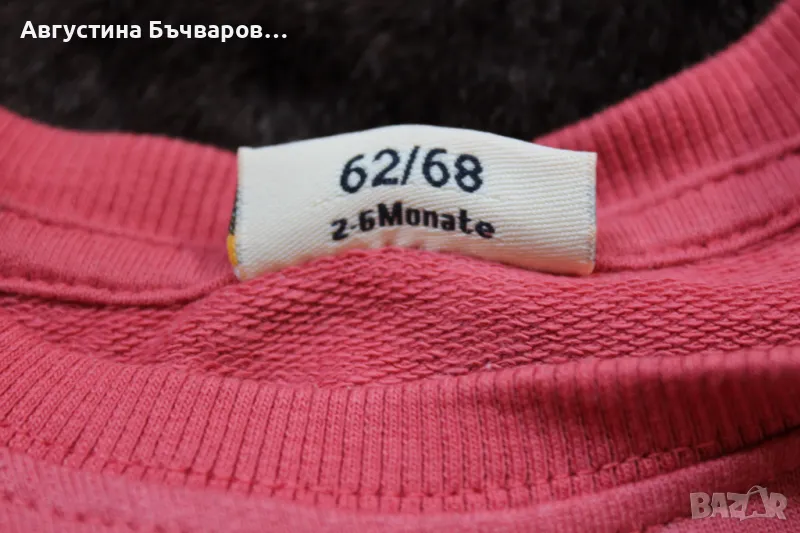 Августина Бъчваров...
62/68
2-6Monate
BAZAR